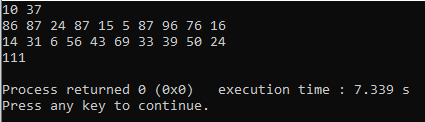 10 37
86 87 24 87 15 5 87 96 76 16
14 31 6 56 43 69 33 39 50 24
111
Process returned 0 (0x0)   execution time : 7.339 s
Press any key to continue.